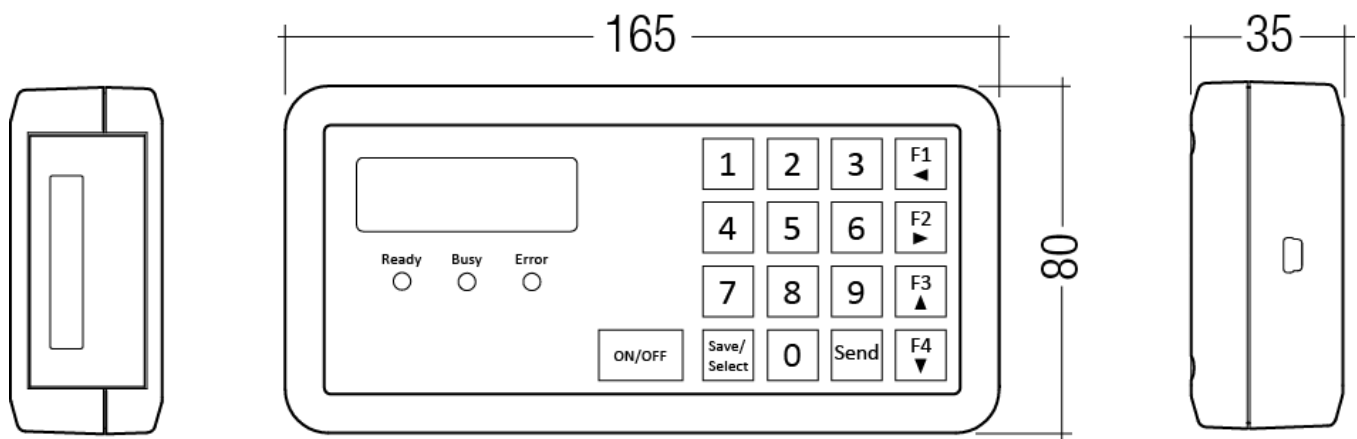 165
35
1 2 3 F1
◄
4 5 6 F2
►
80
Ready Busy Error
7 8 9 F3
▲
ON/OFF Save/
Select 0 Send F4
▼